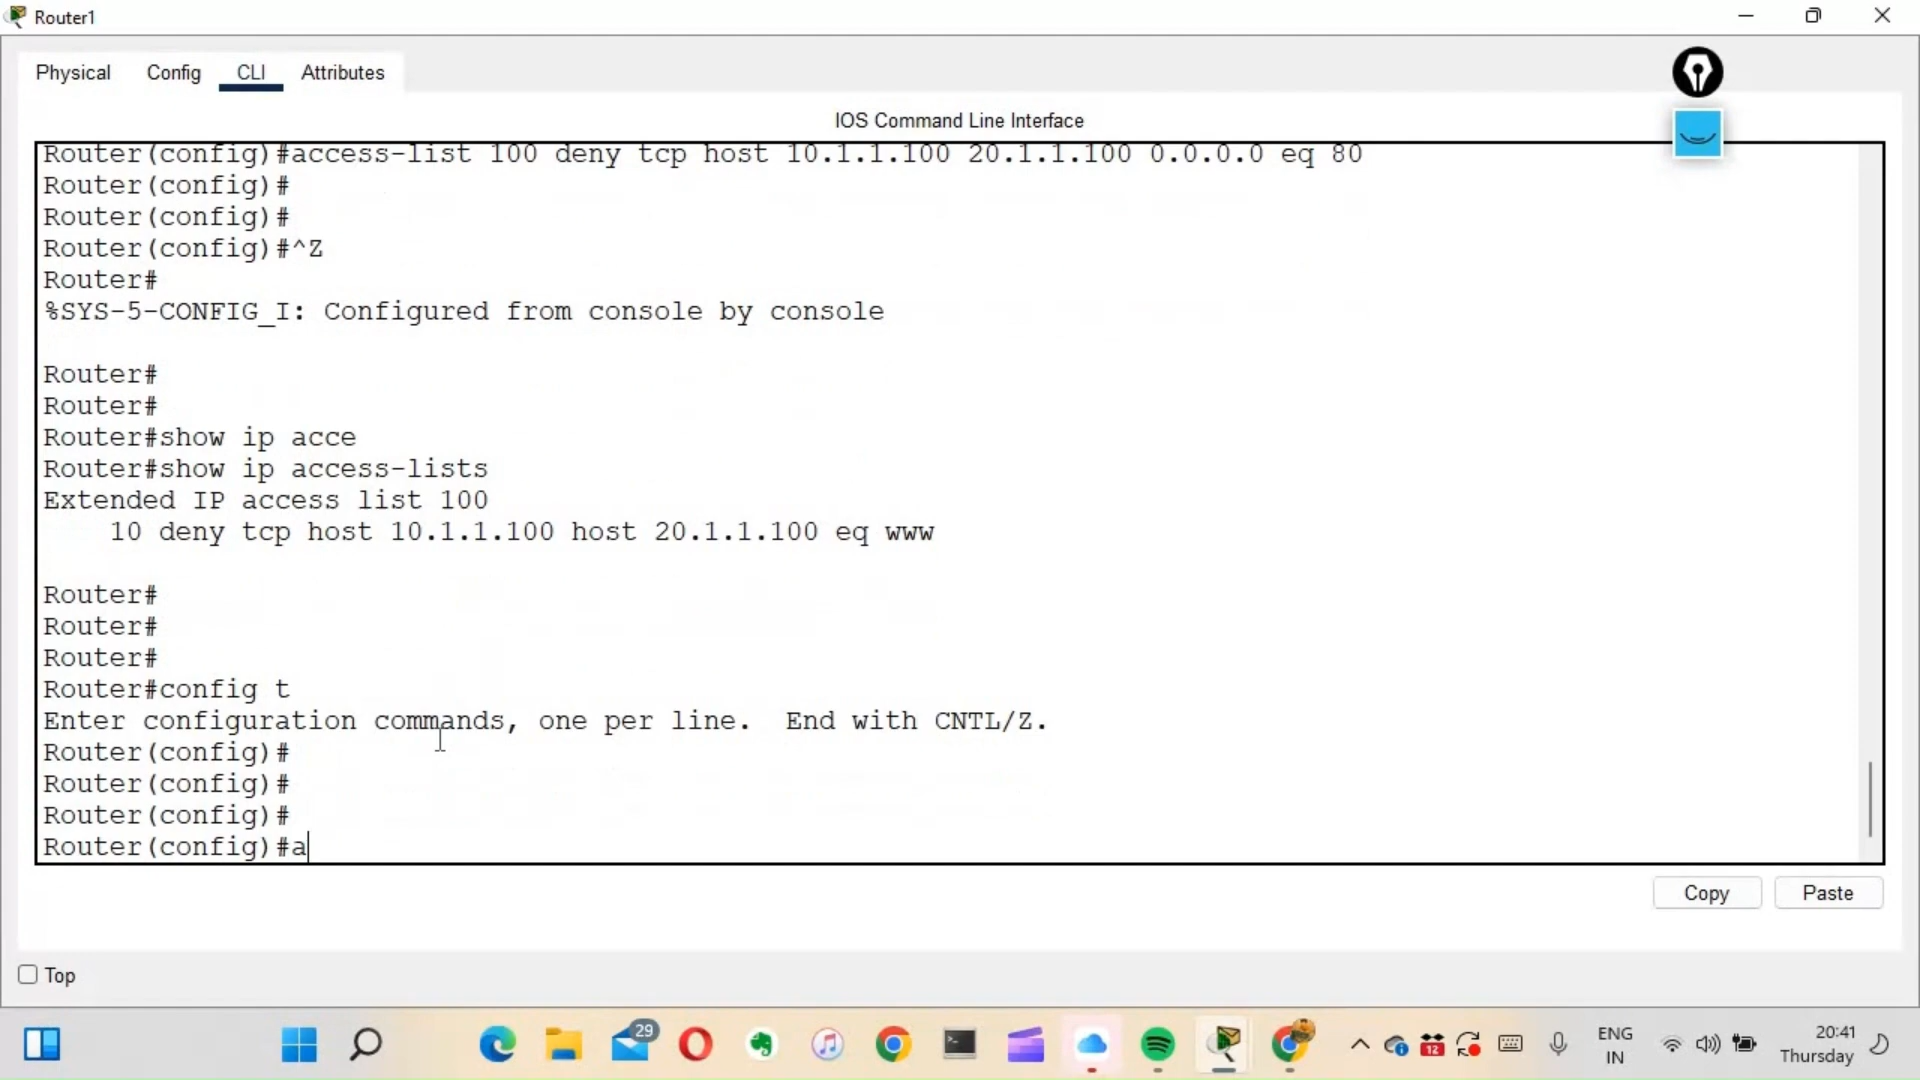 Router1
Physical Config CLI Attributes
IOS Command Line Interface
Router(config)#access-list 100 deny tcp host 10.1.1.100 20.1.1.100 0.0.0.0 eq 80
Router(config)#
Router(config)#
Router(config)#^Z
Router#
%SYS-5-CONFIG_I: Configured from console by console
Router#
Router#
Router#show ip acce
Router#show ip access-lists
Extended IP access list 100
10 deny tcp host 10.1.1.100 host 20.1.1.100 eq www
Router#
Router#
Router#
Router#config t
Enter configuration commands, one per line.  End with CNTL/Z.
Router(config)#
Router(config)#
Router(config)#
Router(config)#a
Copy Paste
Top
29
12
ENG
IN
20:41
Thursday